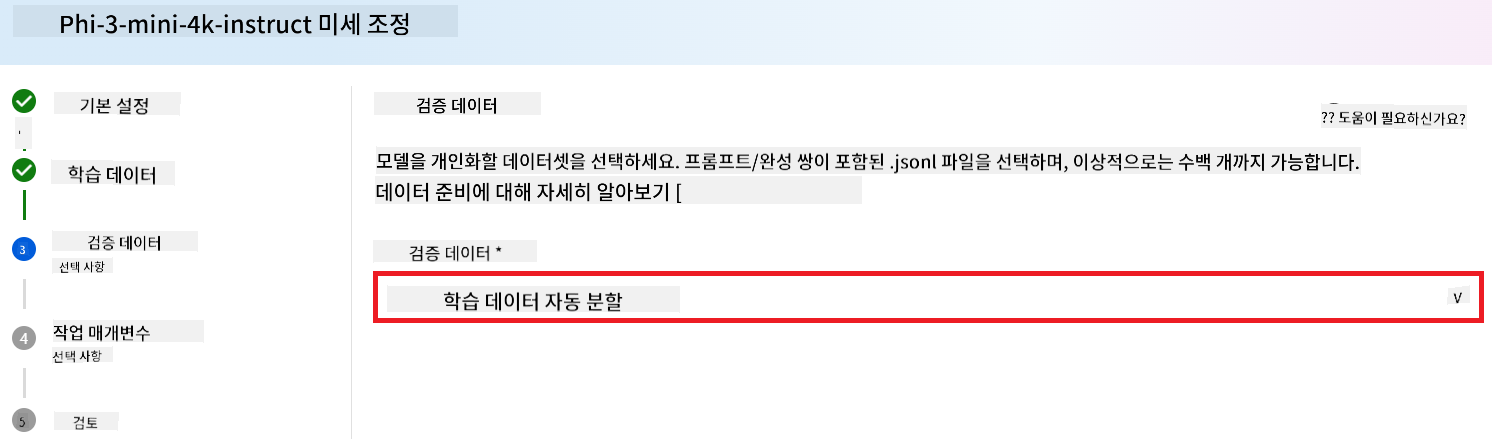 Phi-3-mini-4k-instruct 미세 조정
기본 설정
학습 데이터
3
검증 데이터
선택 사항
4
작업 매개변수
선택 사항
5
검토
검증 데이터
?? 도움이 필요하신가요?
모델을 개인화할 데이터셋을 선택하세요. 프롬프트/완성 쌍이 포함된 .jsonl 파일을 선택하며, 이상적으로는 수백 개까지 가능합니다.
데이터 준비에 대해 자세히 알아보기 [
검증 데이터 *
학습 데이터 자동 분할
V